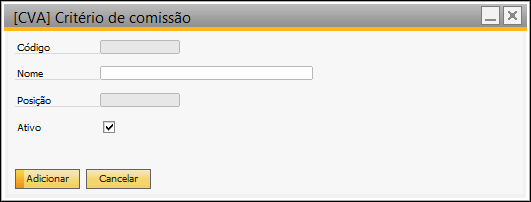 [CVA] Critério de comissão
Código
Nome
Posição
Ativo
Adicionar Cancelar